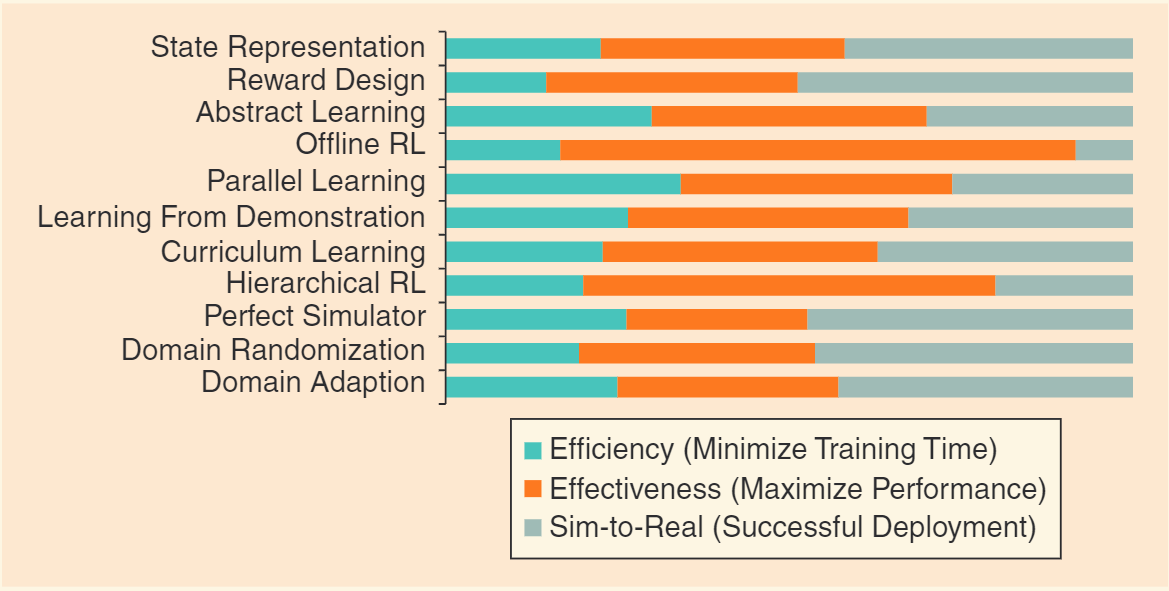 State Representation
Reward Design
Abstract Learning
Offline RL
Parallel Learning
Learning From Demonstration
Curriculum Learning
Hierarchical RL
Perfect Simulator
Domain Randomization
Domain Adaption
Efficiency (Minimize Training Time)
Effectiveness (Maximize Performance)
Sim-to-Real (Successful Deployment)